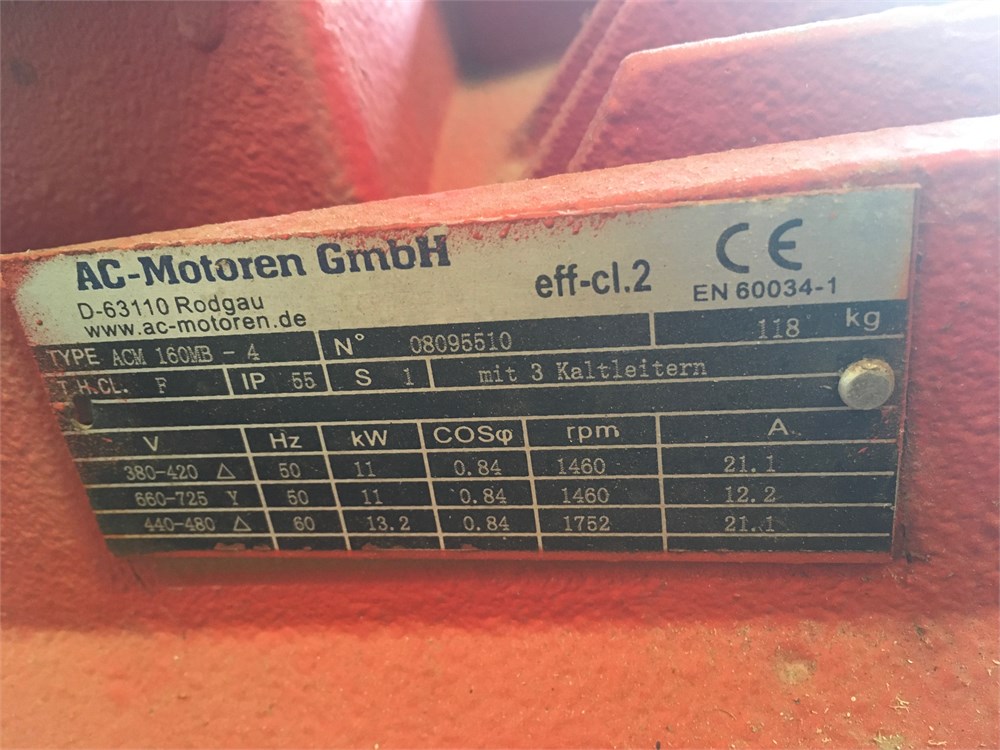 AC-Motoren GmbH
D-63110 Rodgau
www.ac-motoren.de
eff-cl.2
CE
EN 60034-1
TYPE ACM 160MB - 4 N° 08095510 118 kg
T.H.CL. F IP 55 S 1 mit 3 Kaltleitern
V Hz kW COSφ rpm A
380-420 Δ 50 11 0.84 1460 21.1
660-725 Y 50 11 0.84 1460 12.2
440-480 Δ 60 13.2 0.84 1752 21.1